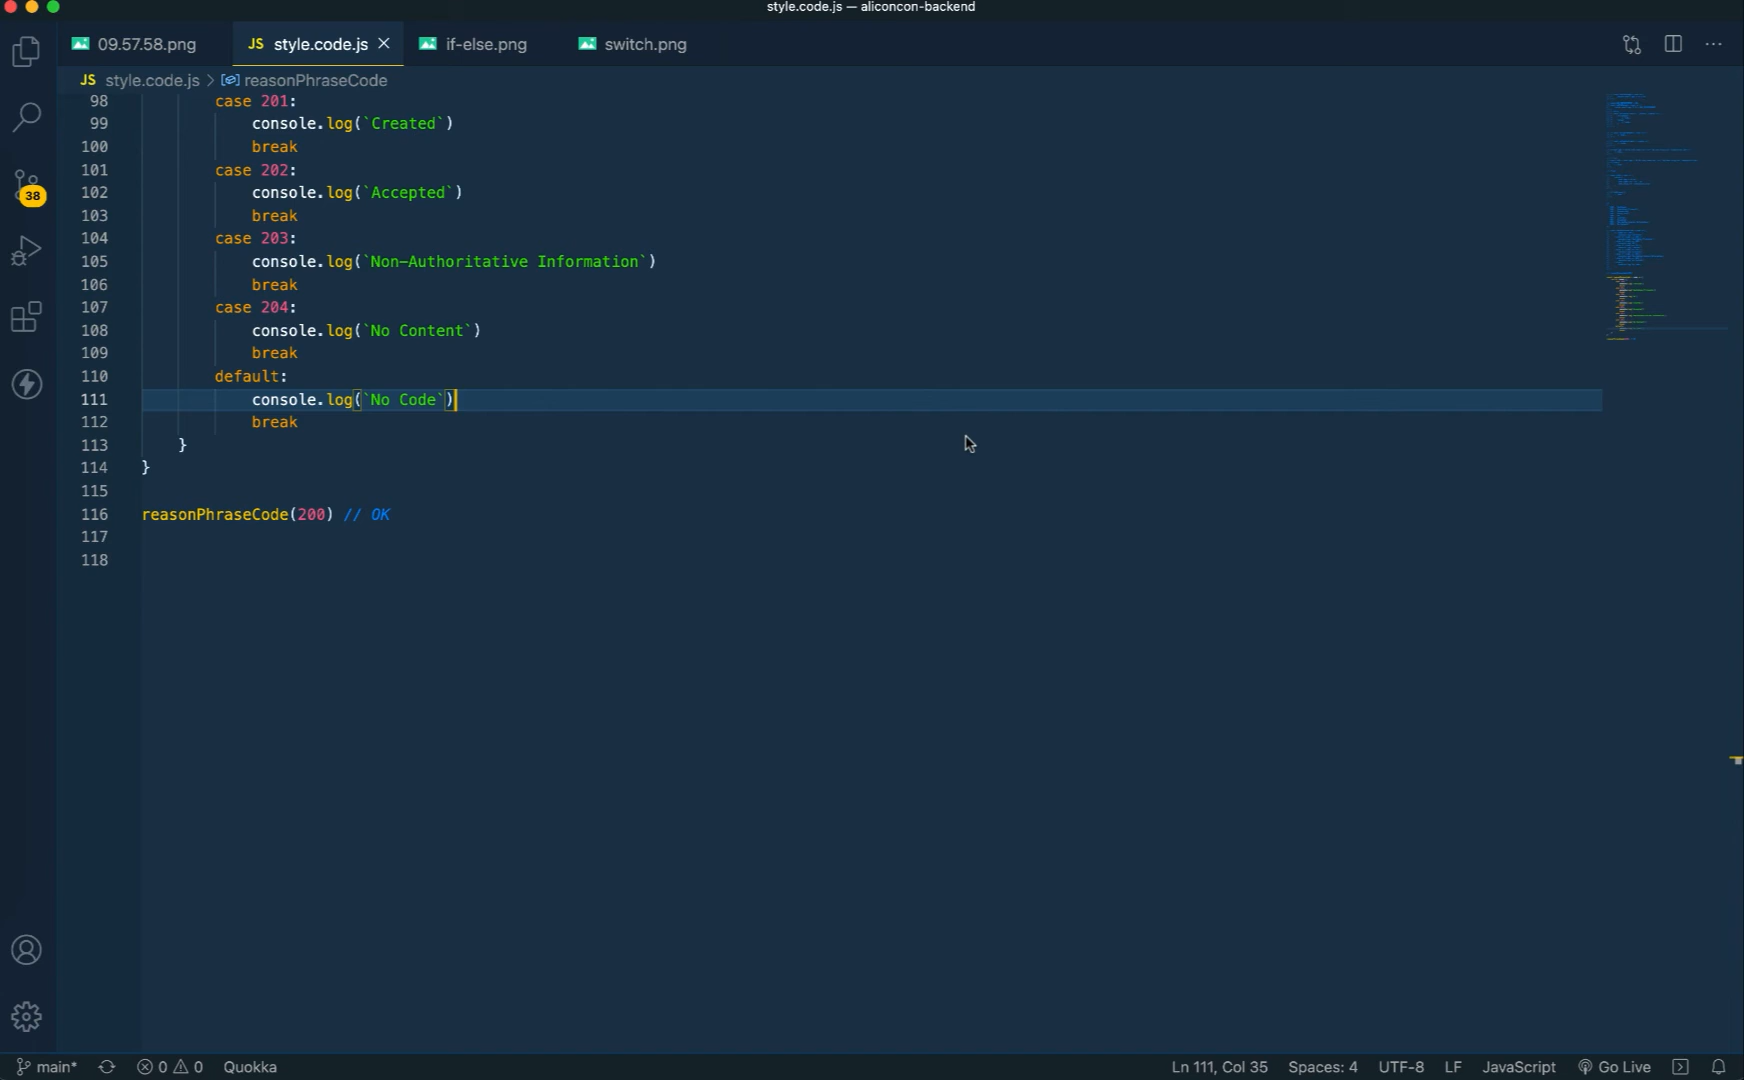 style.code.js — aliconcon-backend
09.57.58.png
JS style.code.js
if-else.png
switch.png
JS style.code.js > reasonPhraseCode
98 case 201:
99 console.log(`Created`)
100 break
101 case 202:
102 console.log(`Accepted`)
103 break
104 case 203:
105 console.log(`Non-Authoritative Information`)
106 break
107 case 204:
108 console.log(`No Content`)
109 break
110 default:
111 console.log(`No Code`)
112 break
113 }
114 }
115
116 reasonPhraseCode(200) // OK
117
118
38
main* 0 0 Quokka Ln 111, Col 35 Spaces: 4 UTF-8 LF JavaScript Go Live